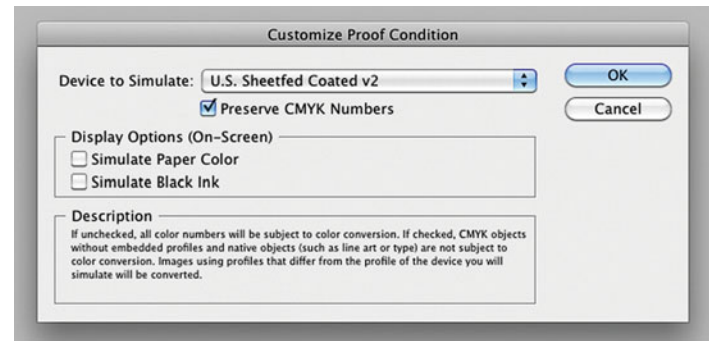 Customize Proof Condition
Device to Simulate: U.S. Sheetfed Coated v2
OK
Preserve CMYK Numbers
Cancel
Display Options (On-Screen)
Simulate Paper Color
Simulate Black Ink
Description
If unchecked, all color numbers will be subject to color conversion. If checked, CMYK objects
without embedded profiles and native objects (such as line art or type) are not subject to
color conversion. Images using profiles that differ from the profile of the device you will
simulate will be converted.